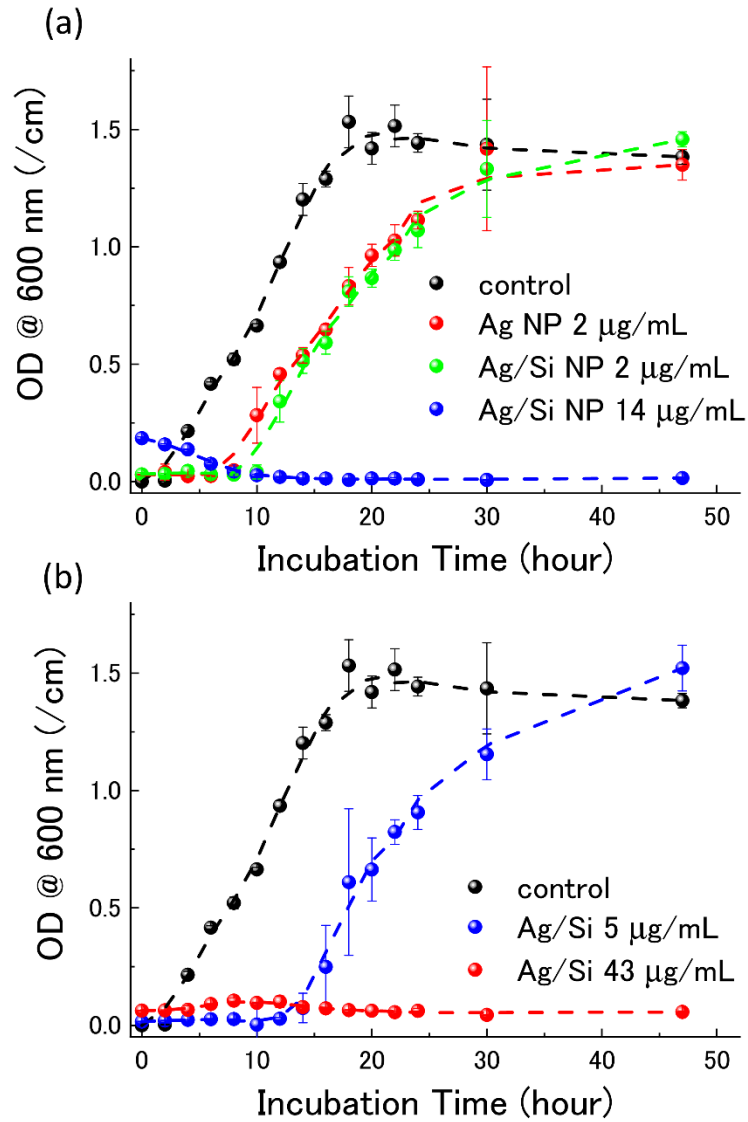 (a)
1.5
1.0
0.5
0.0
OD @ 600 nm (/cm)
control
Ag NP 2 μg/mL
Ag/Si NP 2 μg/mL
Ag/Si NP 14 μg/mL
0 10 20 30 40 50
Incubation Time (hour)
(b)
1.5
1.0
0.5
0.0
OD @ 600 nm (/cm)
control
Ag/Si 5 μg/mL
Ag/Si 43 μg/mL
0 10 20 30 40 50
Incubation Time (hour)